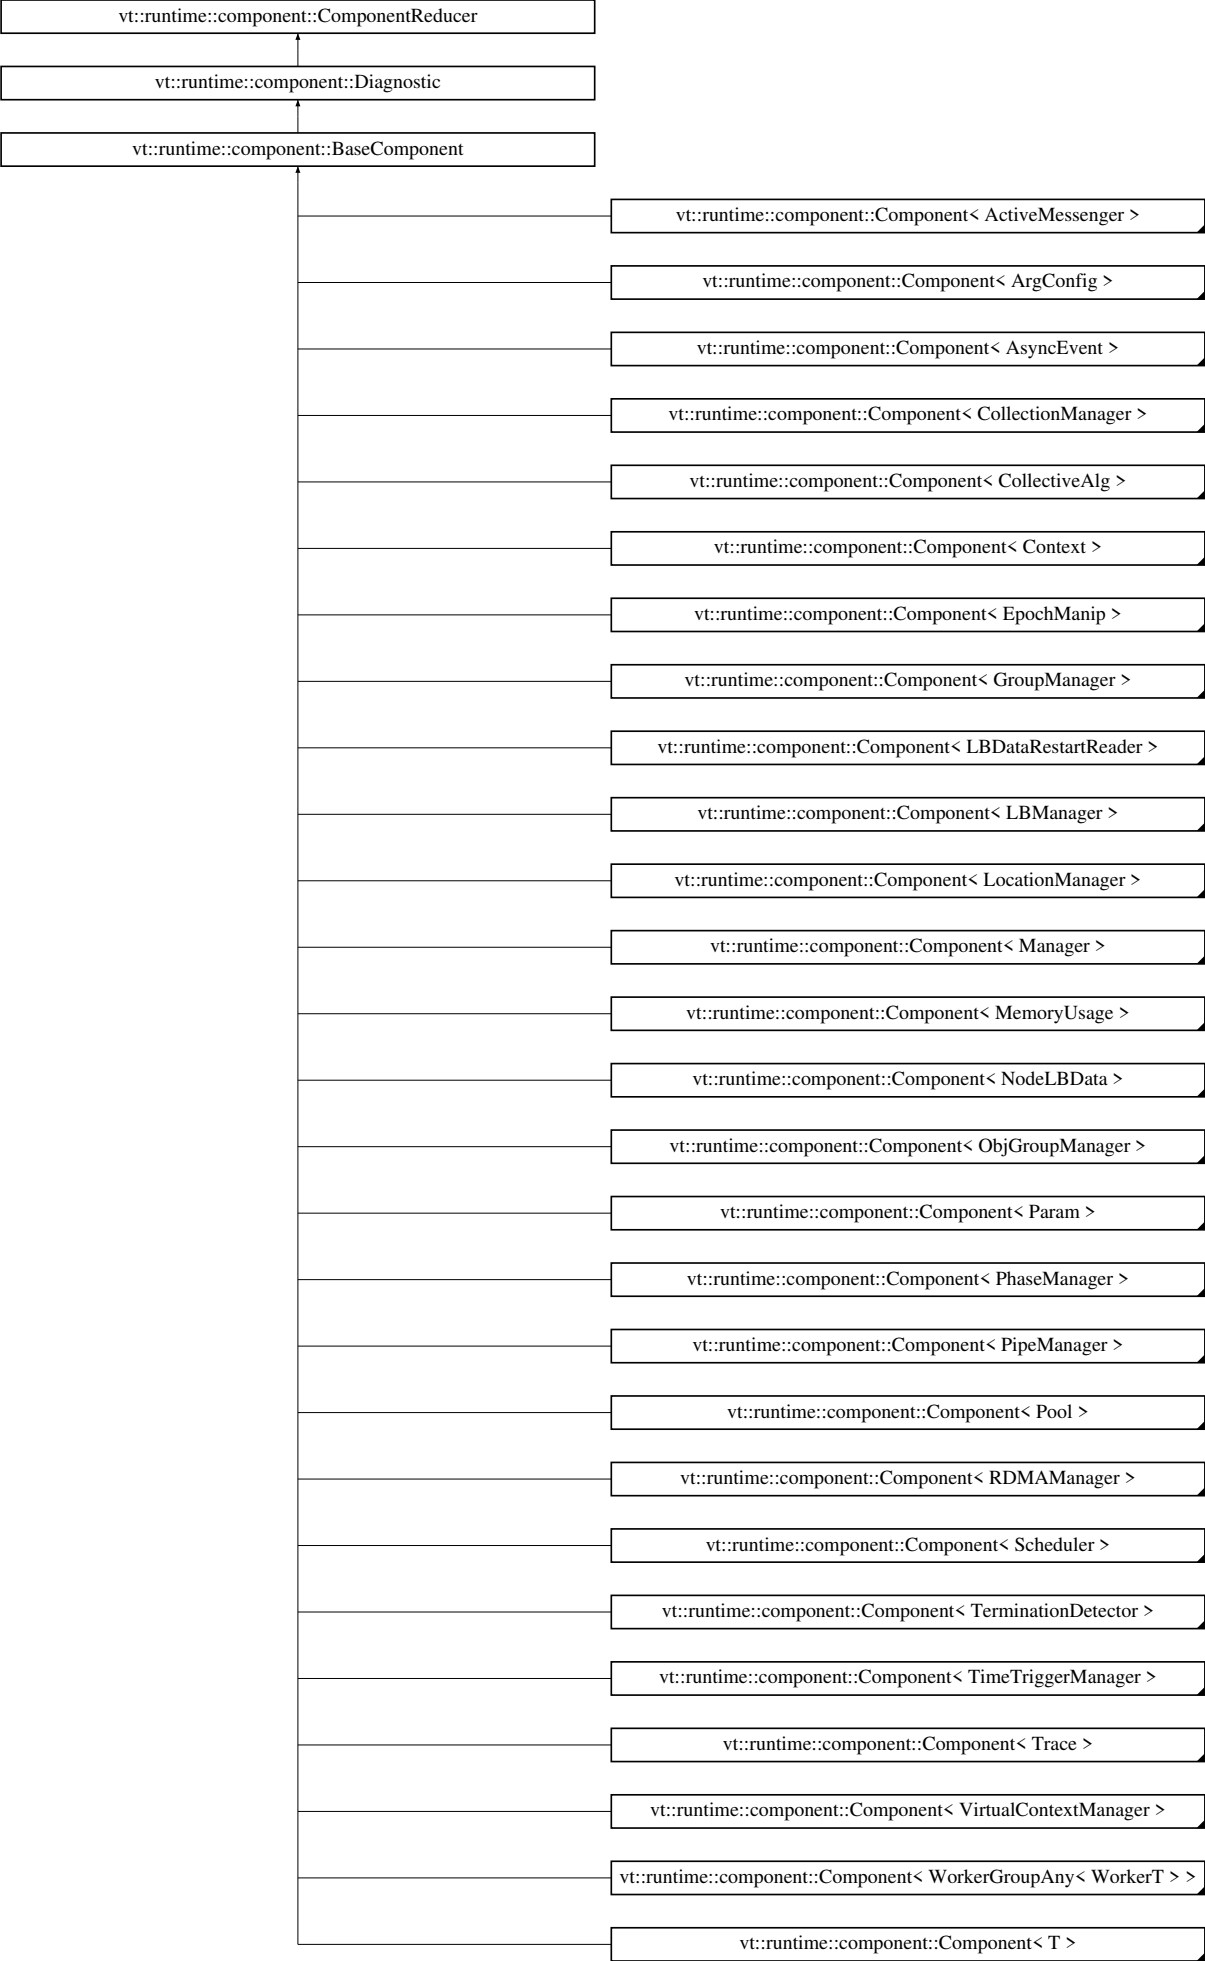 vt::runtime::component::ComponentReducer
vt::runtime::component::Diagnostic
vt::runtime::component::BaseComponent
vt::runtime::component::Component< ActiveMessenger >
vt::runtime::component::Component< ArgConfig >
vt::runtime::component::Component< AsyncEvent >
vt::runtime::component::Component< CollectionManager >
vt::runtime::component::Component< CollectiveAlg >
vt::runtime::component::Component< Context >
vt::runtime::component::Component< EpochManip >
vt::runtime::component::Component< GroupManager >
vt::runtime::component::Component< LBDataRestartReader >
vt::runtime::component::Component< LBManager >
vt::runtime::component::Component< LocationManager >
vt::runtime::component::Component< Manager >
vt::runtime::component::Component< MemoryUsage >
vt::runtime::component::Component< NodeLBData >
vt::runtime::component::Component< ObjGroupManager >
vt::runtime::component::Component< Param >
vt::runtime::component::Component< PhaseManager >
vt::runtime::component::Component< PipeManager >
vt::runtime::component::Component< Pool >
vt::runtime::component::Component< RDMAManager >
vt::runtime::component::Component< Scheduler >
vt::runtime::component::Component< TerminationDetector >
vt::runtime::component::Component< TimeTriggerManager >
vt::runtime::component::Component< Trace >
vt::runtime::component::Component< VirtualContextManager >
vt::runtime::component::Component< WorkerGroupAny< WorkerT > >
vt::runtime::component::Component< T >